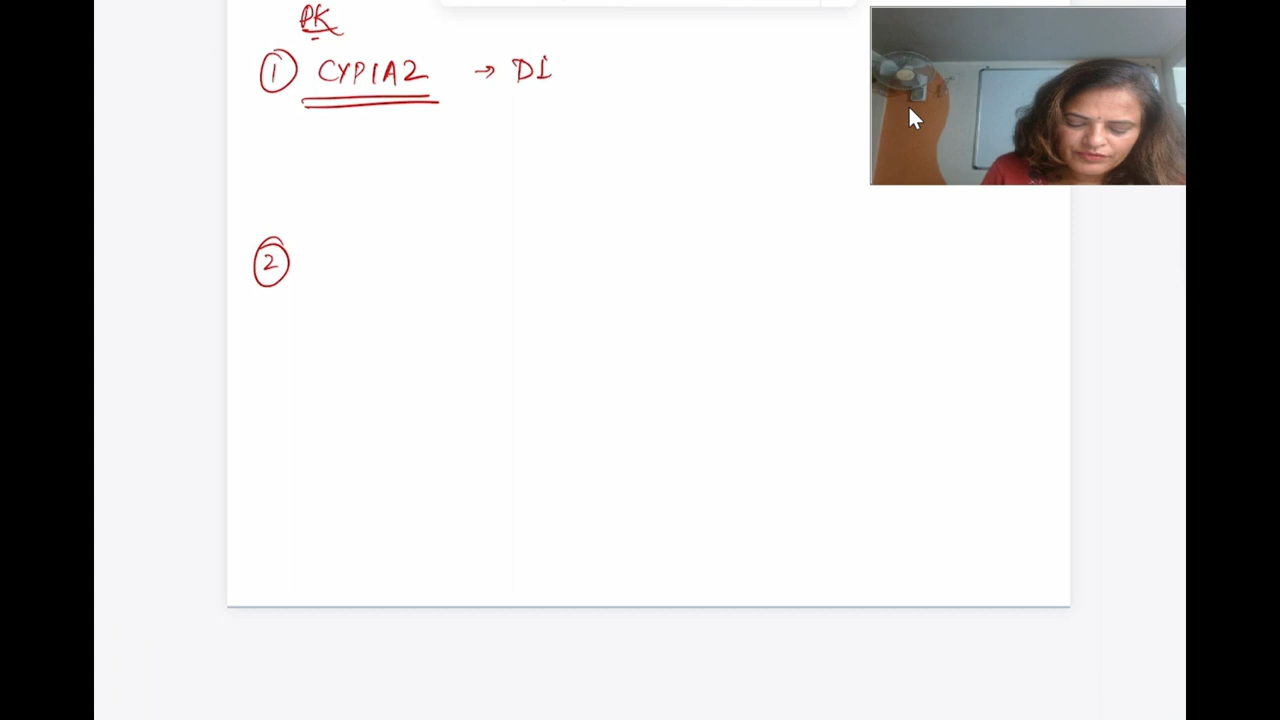 PK
① CYP1A2 → DI
②